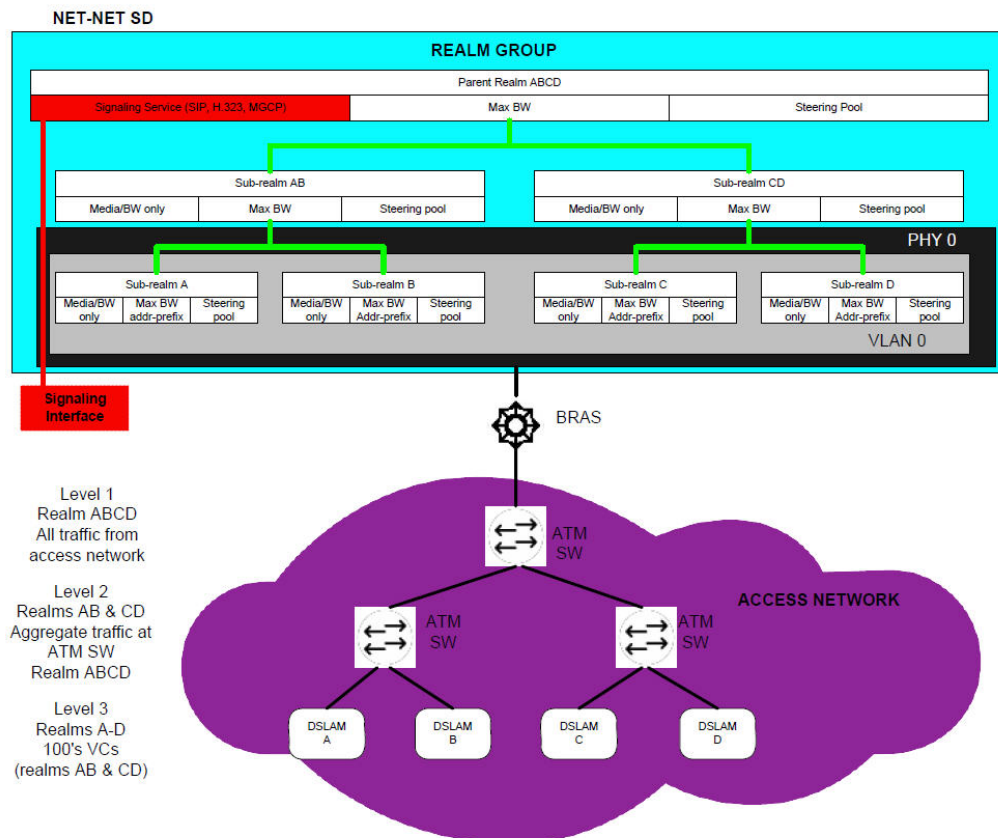 NET-NET SD
REALM GROUP
Parent Realm ABCD
Signaling Service (SIP, H.323, MGCP)
Max BW
Steering Pool
Sub-realm AB
Media/BW only
Max BW
Steering pool
Sub-realm CD
Media/BW only
Max BW
Steering pool
PHY 0
Sub-realm A
Media/BW
only
Max BW
addr-prefix
Steering
pool
Sub-realm B
Media/BW
only
Max BW
Addr-prefix
Steering
pool
Sub-realm C
Media/BW
only
Max BW
Addr-prefix
Steering
pool
Sub-realm D
Media/BW
only
Max BW
Addr-prefix
Steering
pool
VLAN 0
Signaling
Interface
BRAS
Level 1
Realm ABCD
All traffic from
access network
Level 2
Realms AB & CD
Aggregate traffic at
ATM SW
Realm ABCD
Level 3
Realms A-D
100's VCs
(realms AB & CD)
ATM
SW
ACCESS NETWORK
ATM
SW
ATM
SW
DSLAM
A
DSLAM
B
DSLAM
C
DSLAM
D